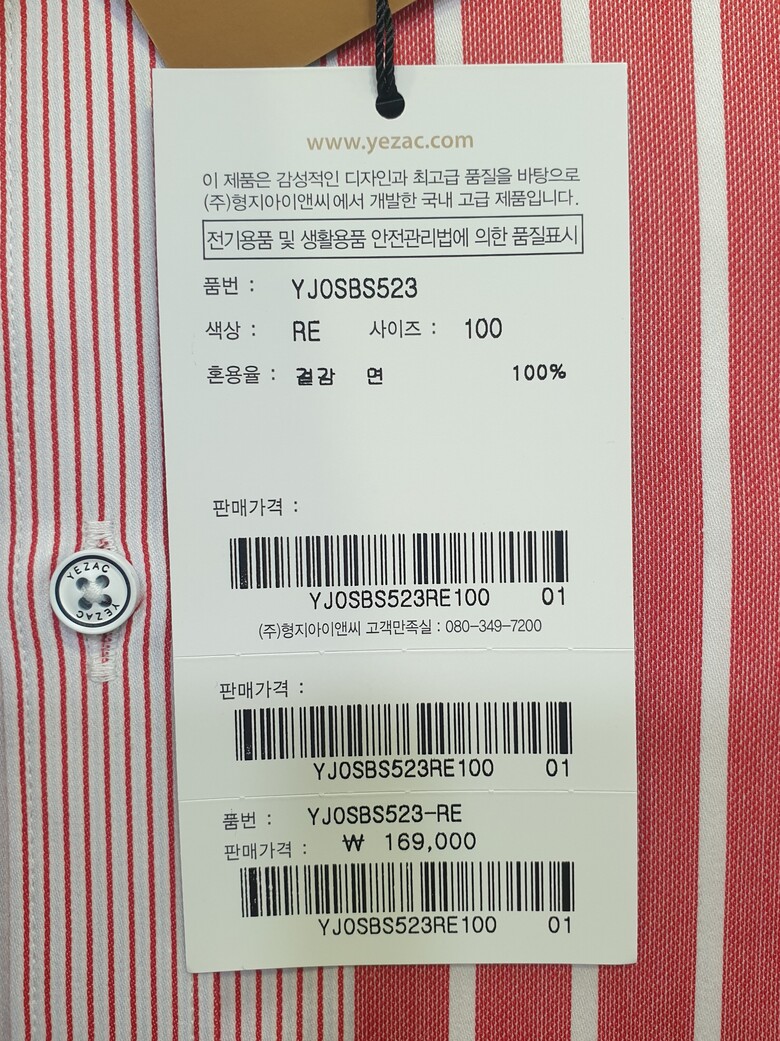 www.yezac.com
이 제품은 감성적인 디자인과 최고급 품질을 바탕으로
(주)형지아이앤씨에서 개발한 국내 고급 제품입니다.
전기용품 및 생활용품 안전관리법에 의한 품질표시
품번 : YJ0SBS523
색상 : RE 사이즈 : 100
혼용율 : 겉감 면 100%
판매가격 :
YJ0SBS523RE100 01
(주)형지아이앤씨 고객만족실 : 080-349-7200
YEZAC
YEZAC
판매가격 :
YJ0SBS523RE100 01
품번 : YJ0SBS523-RE
판매가격 : ₩ 169,000
YJ0SBS523RE100 01